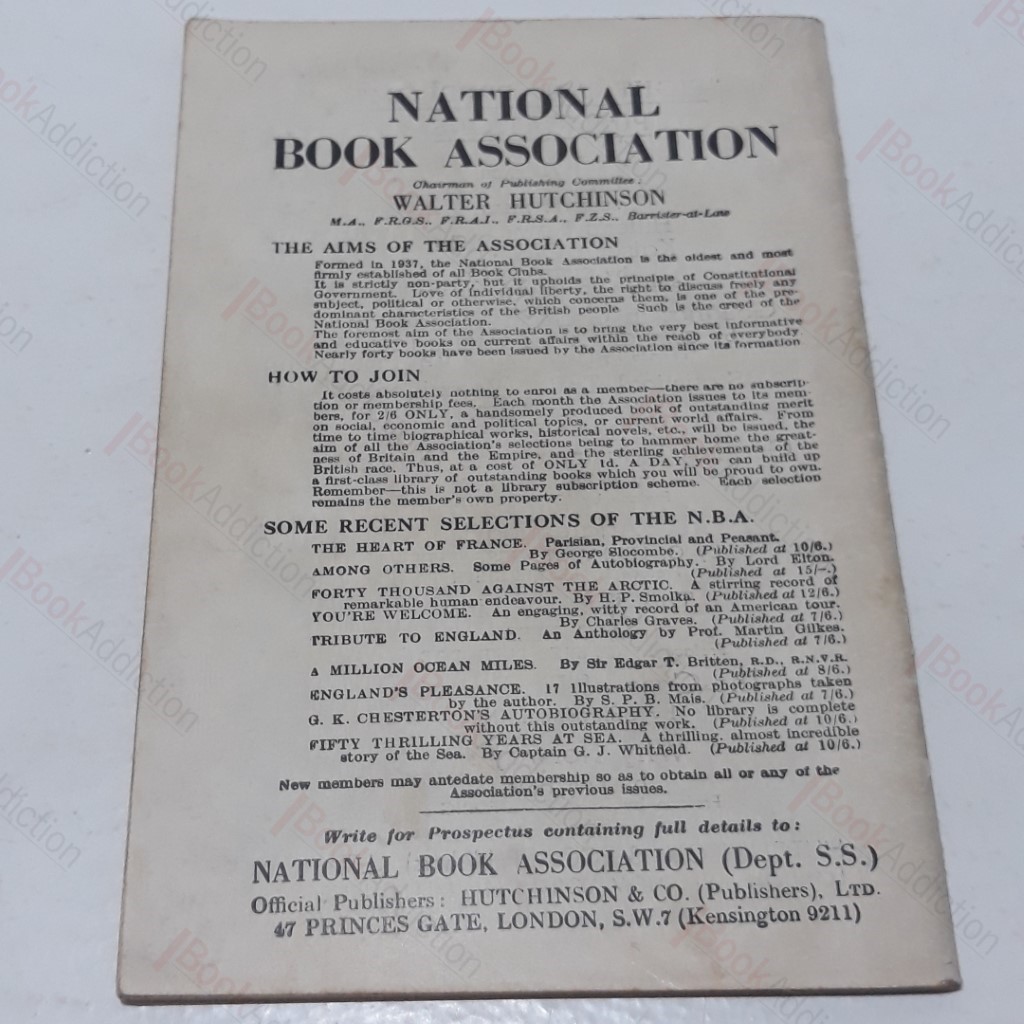 NATIONAL
BOOK ASSOCIATION
Chairman of Publishing Committee:
WALTER HUTCHINSON
M.A., F.R.G.S., F.R.A.I., F.R.S.A., F.Z.S., Barrister-at-Law
THE AIMS OF THE ASSOCIATION
Formed in 1937, the National Book Association is the oldest and most
firmly established of all Book Clubs.
It is strictly non-party, but it upholds the principle of Constitutional
Government. Love of individual liberty, the right to discuss freely any
subject, political or otherwise, which concerns them, is one of the pre-
dominant characteristics of the British people Such is the creed of the
National Book Association.
The foremost aim of the Association is to bring the very best informative
and educative books on current affairs within the reach of everybody
Nearly forty books have been issued by the Association since its formation
HOW TO JOIN
It costs absolutely nothing to enrol as a member—there are no subscrip-
tion or membership fees. Each month the Association issues to its mem-
bers, for 2/6 ONLY, a handsomely produced book of outstanding merit
on social, economic and political topics, or current world affairs. From
time to time biographical works, historical novels, etc., will be issued, the
aim of all the Association's selections being to hammer home the great-
ness of Britain and the Empire, and the sterling achievements of the
British race. Thus, at a cost of ONLY 1d. A DAY, you can build up
a first-class library of outstanding books which you will be proud to own.
Remember—this is not a library subscription scheme. Each selection
remains the member's own property.
SOME RECENT SELECTIONS OF THE N.B.A.
THE HEART OF FRANCE. Parisian, Provincial and Peasant.
By George Slocombe. (Published at 10/6.)
AMONG OTHERS. Some Pages of Autobiography. By Lord Elton.
(Published at 15/-.)
FORTY THOUSAND AGAINST THE ARCTIC. A stirring record of
remarkable human endeavour. By H. P. Smolka. (Published at 12/6.)
YOU'RE WELCOME. An engaging, witty record of an American tour.
By Charles Graves. (Published at 7/6.)
TRIBUTE TO ENGLAND. An Anthology by Prof. Martin Gilkes.
(Published at 7/6.)
A MILLION OCEAN MILES. By Sir Edgar T. Britten, R.D., R.N.V.R.
(Published at 8/6.)
ENGLAND'S PLEASANCE. 17 illustrations from photographs taken
by the author. By S. P. B. Mais. (Published at 7/6.)
G. K. CHESTERTON'S AUTOBIOGRAPHY. No library is complete
without this outstanding work. (Published at 10/6.)
FIFTY THRILLING YEARS AT SEA. A thrilling, almost incredible
story of the Sea. By Captain G. J. Whitfield. (Published at 10/6.)
New members may antedate membership so as to obtain all or any of the
Association's previous issues.
Write for Prospectus containing full details to:
NATIONAL BOOK ASSOCIATION (Dept. S.S.)
Official Publishers: HUTCHINSON & CO. (Publishers), LTD.
47 PRINCES GATE, LONDON, S.W.7 (Kensington 9211)
BookAddiction